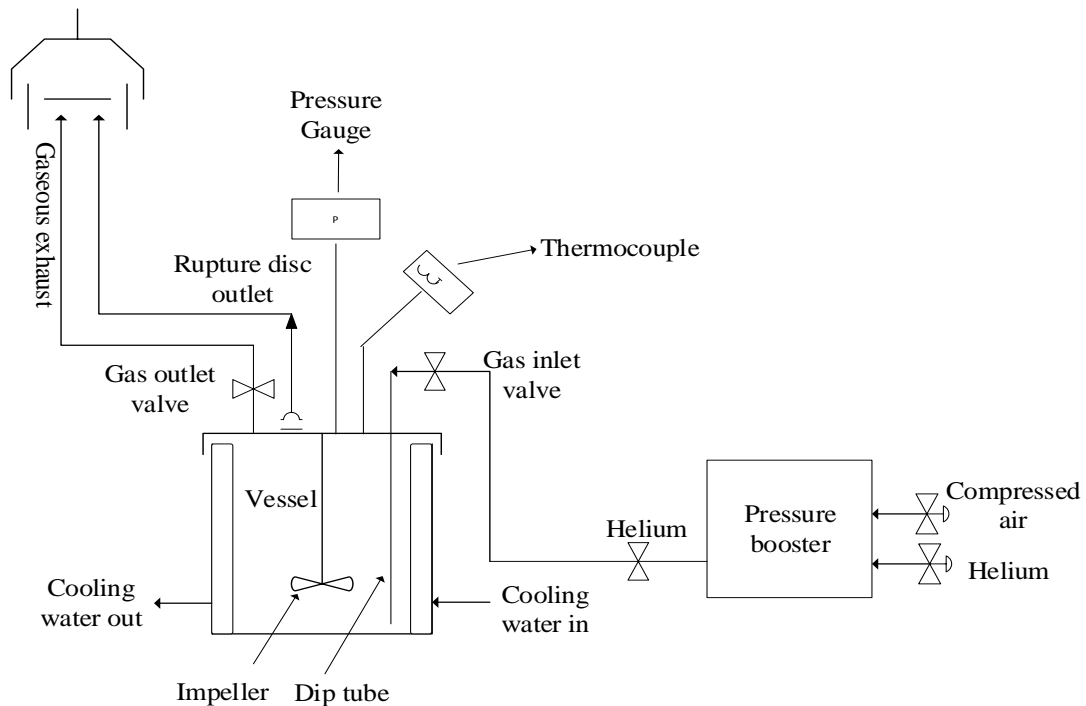 Pressure
Gauge
Gaseous exhaust
P
Thermocouple
Rupture disc
outlet
Gas outlet
valve
Gas inlet
valve
Vessel
Helium
Pressure
booster
Compressed
air
Helium
Cooling
water out
Cooling
water in
Impeller
Dip tube